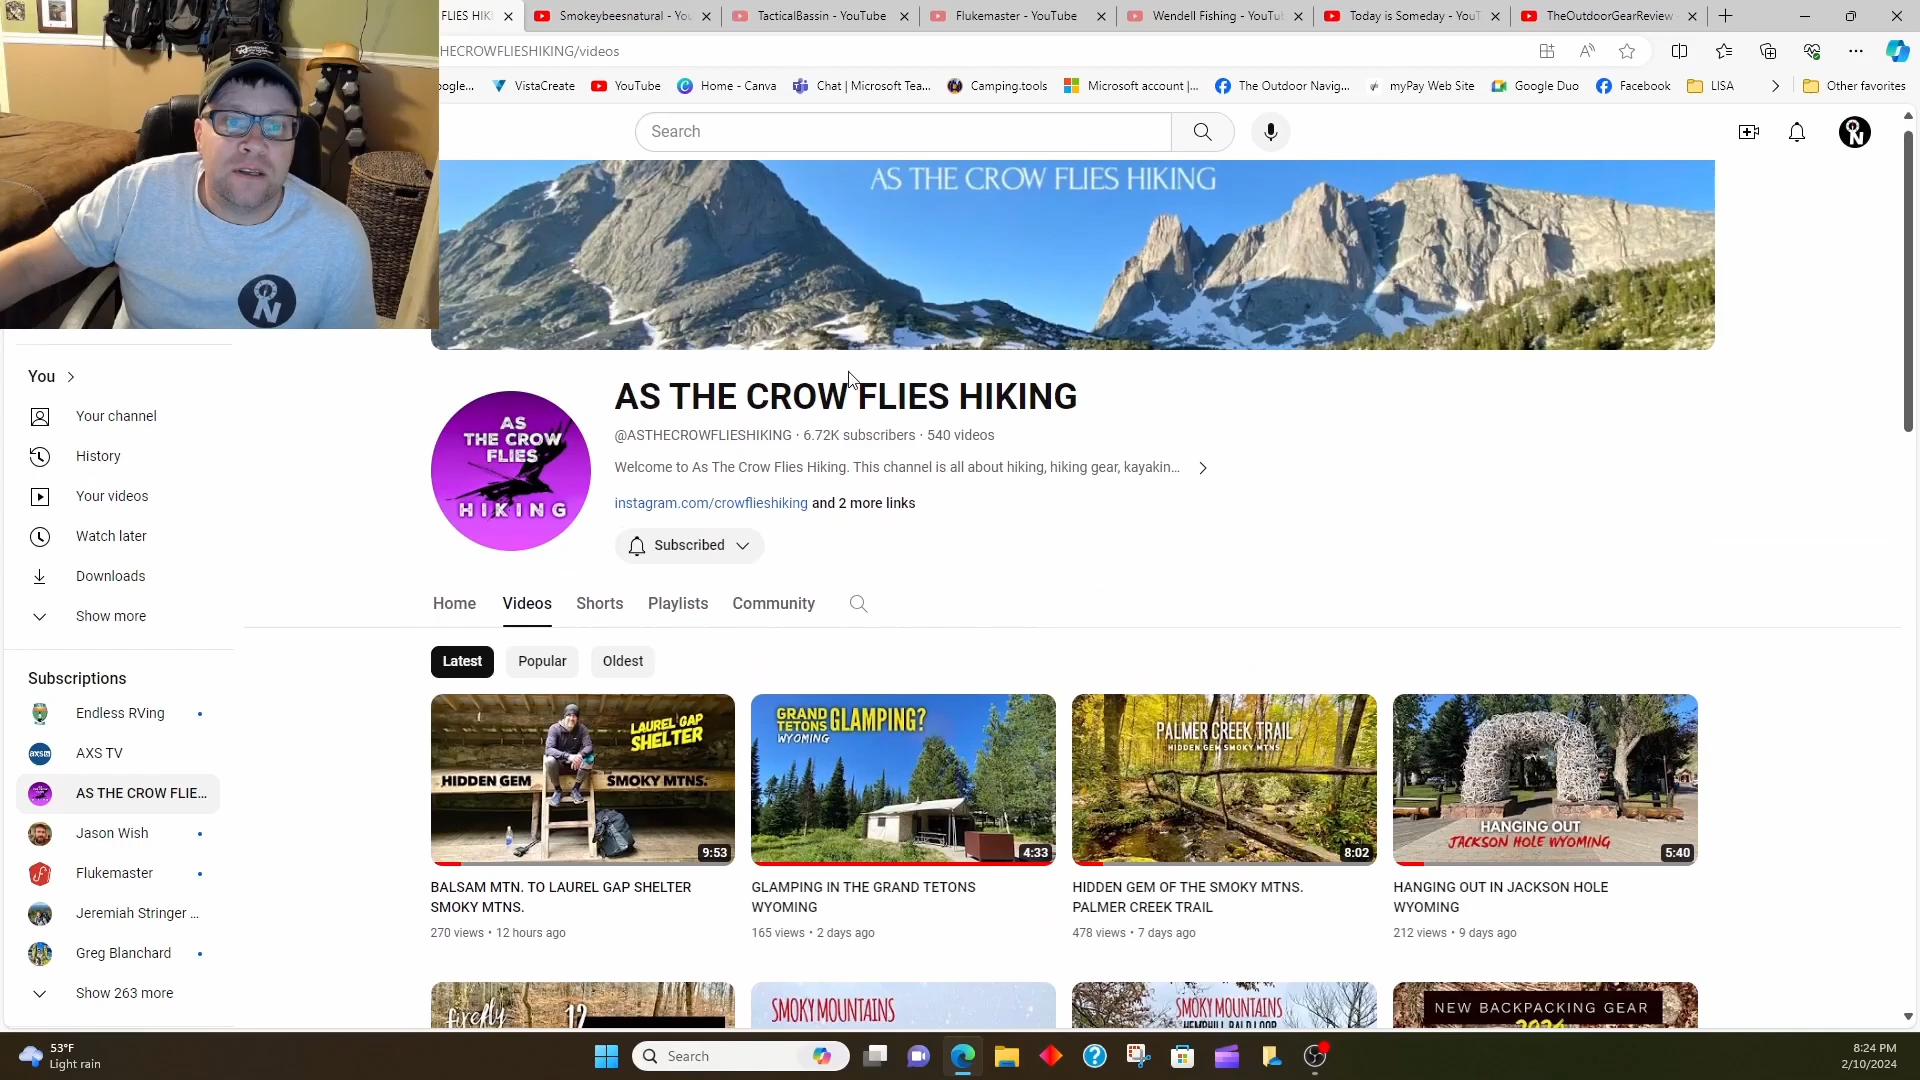 FLIES HIKI
Smokeybeesnatural - You
TacticalBassin - YouTube
Flukemaster - YouTube
Wendell Fishing - YouTu
Today is Someday - YouT
TheOutdoorGearReview
HECROWFLIESHIKING/videos
ogle...
VistaCreate
YouTube
Home - Canva
Chat | Microsoft Tea...
Camping.tools
Microsoft account |...
The Outdoor Navig...
myPay Web Site
Google Duo
Facebook
LISA
Other favorites
Search
AS THE CROW FLIES HIKING
You
Your channel
History
Your videos
Watch later
Downloads
Show more
Subscriptions
Endless RVing
AXS TV
AS THE CROW FLIE...
Jason Wish
Flukemaster
Jeremiah Stringer ...
Greg Blanchard
Show 263 more
AS
THE CROW
FLIES
HIKING
AS THE CROW FLIES HIKING
@ASTHECROWFLIESHIKING · 6.72K subscribers · 540 videos
Welcome to As The Crow Flies Hiking. This channel is all about hiking, hiking gear, kayakin...
instagram.com/crowflieshiking and 2 more links
Subscribed
Home
Videos
Shorts
Playlists
Community
Latest
Popular
Oldest
LAUREL GAP
SHELTER
HIDDEN GEM
SMOKY MTNS.
9:53
BALSAM MTN. TO LAUREL GAP SHELTER
SMOKY MTNS.
270 views • 12 hours ago
GRAND
TETONS
GLAMPING?
WYOMING
4:33
GLAMPING IN THE GRAND TETONS
WYOMING
165 views • 2 days ago
PALMER CREEK TRAIL
HIDDEN GEM SMOKY MTNS.
8:02
HIDDEN GEM OF THE SMOKY MTNS.
PALMER CREEK TRAIL
478 views • 7 days ago
HANGING OUT
JACKSON HOLE WYOMING
5:40
HANGING OUT IN JACKSON HOLE
WYOMING
212 views • 9 days ago
firefly
12
SMOKY MOUNTAINS
SMOKY MOUNTAINS
HEMPHILL BALD LOOP
NEW BACKPACKING GEAR
2024
53°F
Light rain
Search
8:24 PM
2/10/2024